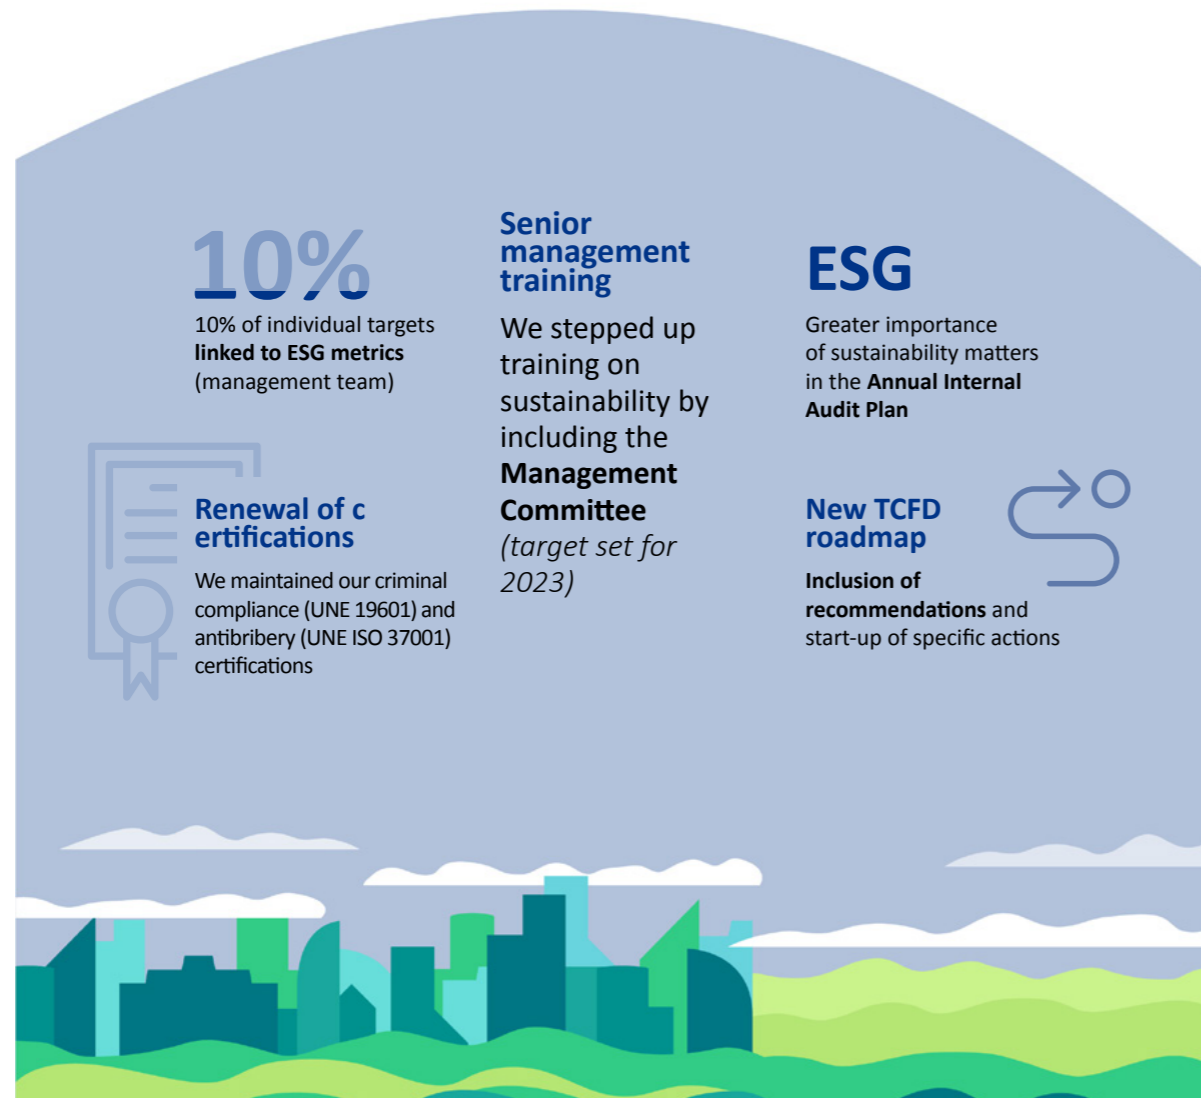 10%
10% of individual targets
linked to ESG metrics
(management team)
Renewal of c
ertifications
We maintained our criminal
compliance (UNE 19601) and
antibribery (UNE ISO 37001)
certifications
Senior
management
training
We stepped up
training on
sustainability by
including the
Management
Committee
(target set for
2023)
ESG
Greater importance
of sustainability matters
in the Annual Internal
Audit Plan
New TCFD
roadmap
Inclusion of
recommendations and
start-up of specific actions